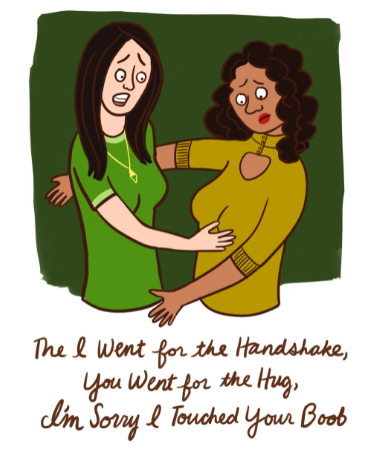 The I Went for the Handshake,
You Went for the Hug,
I'm Sorry I Touched Your Boob